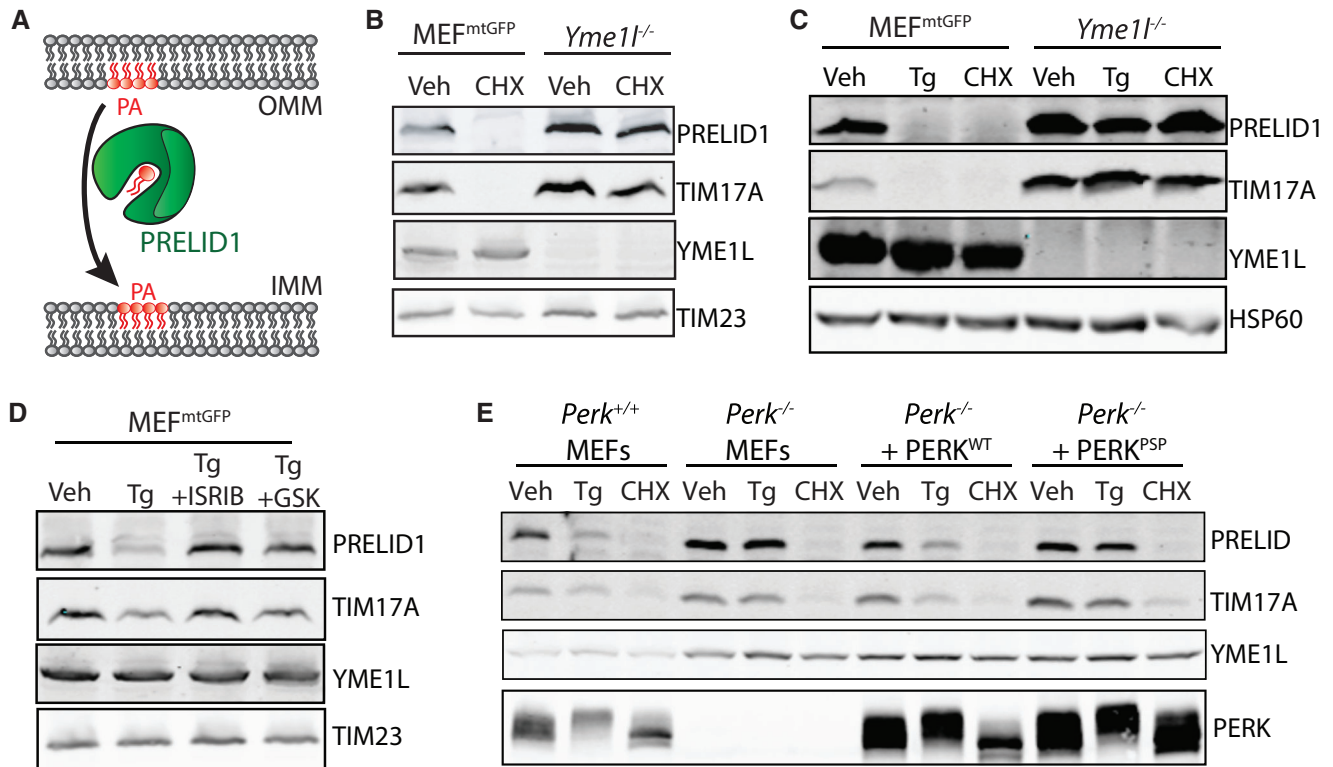 A
PA
OMM
PRELID1
PA
IMM
B
MEFmtGFP Yme1l-/-
Veh CHX Veh CHX
PRELID1
TIM17A
YME1L
TIM23
C
MEFmtGFP Yme1l-/-
Veh Tg CHX Veh Tg CHX
PRELID1
TIM17A
YME1L
HSP60
D
MEFmtGFP
Tg Tg
Veh Tg +ISRIB +GSK
PRELID1
TIM17A
YME1L
TIM23
E
Perk+/+ Perk-/- Perk-/- Perk-/-
MEFs MEFs + PERKWT + PERKPSP
Veh Tg CHX Veh Tg CHX Veh Tg CHX Veh Tg CHX
PRELID
TIM17A
YME1L
PERK